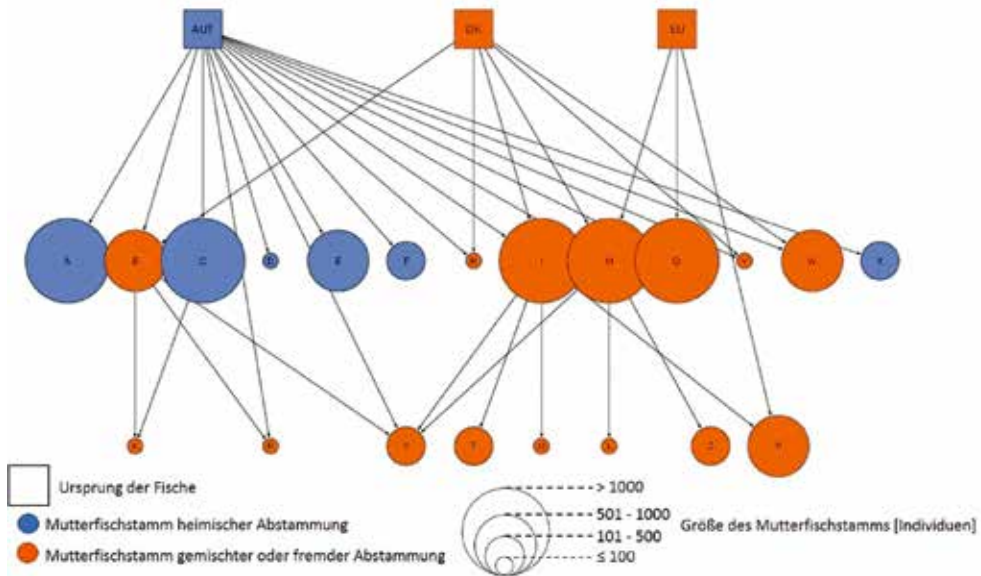 AUT
DK
EU
A
C
E
F
I
H
Q
W
T
L
Ursprung der Fische
Mutterfischstamm heimischer Abstammung
Mutterfischstamm gemischter oder fremder Abstammung
> 1000
501 - 1000
101 - 500
≤ 100
Größe des Mutterfischstamms [Individuen]